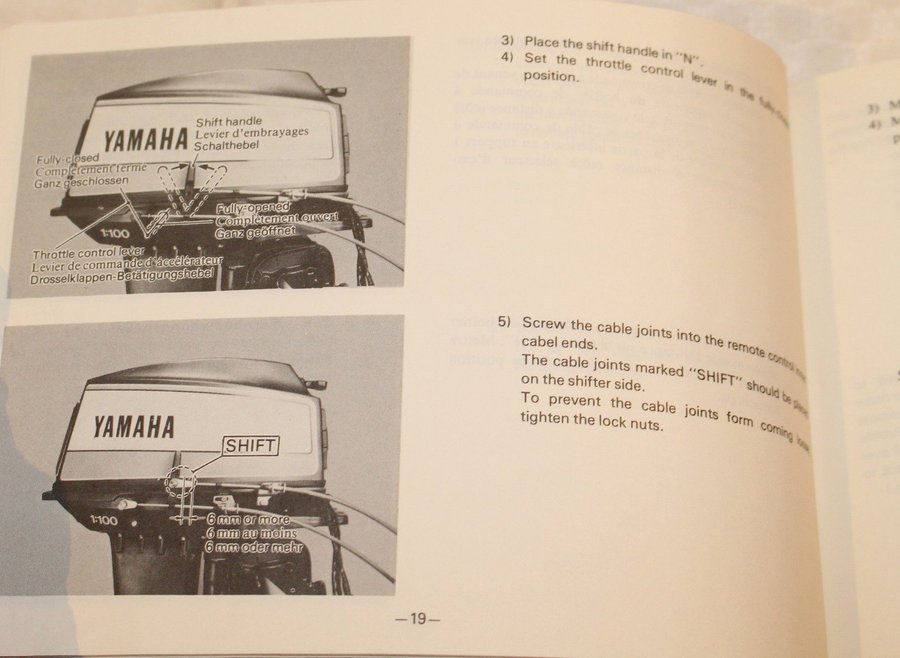 3) Place the shift handle in "N".
4) Set the throttle control lever in the
position.
YAMAHA
Shift handle
Levier d'embrayages
Schalthebel
Fully-closed
Complètement fermé
Ganz geschlossen
Fully-opened
Complètement ouvert
Ganz geöffnet
1:100
Throttle control lever
Levier de commande d'accélérateur
Drosselklappen-Betätigungshebel
5) Screw the cable joints into the remote control
cabel ends.
The cable joints marked "SHIFT" should be
on the shifter side.
To prevent the cable joints form coming loose
tighten the lock nuts.
YAMAHA
SHIFT
1:100
6 mm or more
6 mm au moins
6 mm oder mehr
—19—
3)
4)